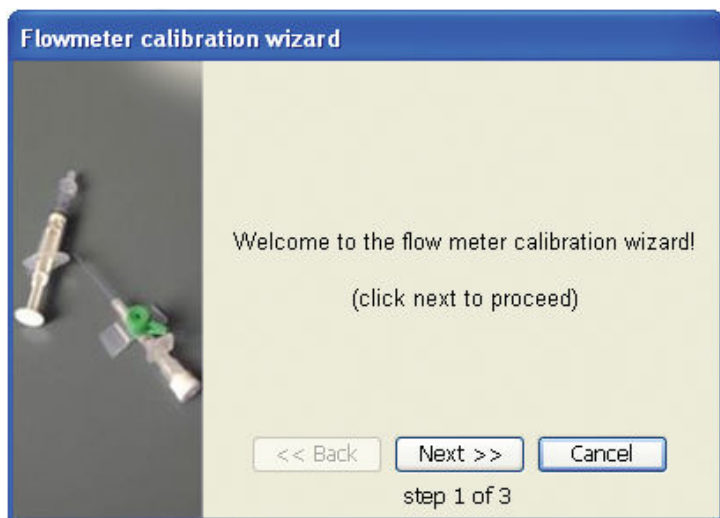 Flowmeter calibration wizard
Welcome to the flow meter calibration wizard!
(click next to proceed)
<< Back Next >> Cancel
step 1 of 3